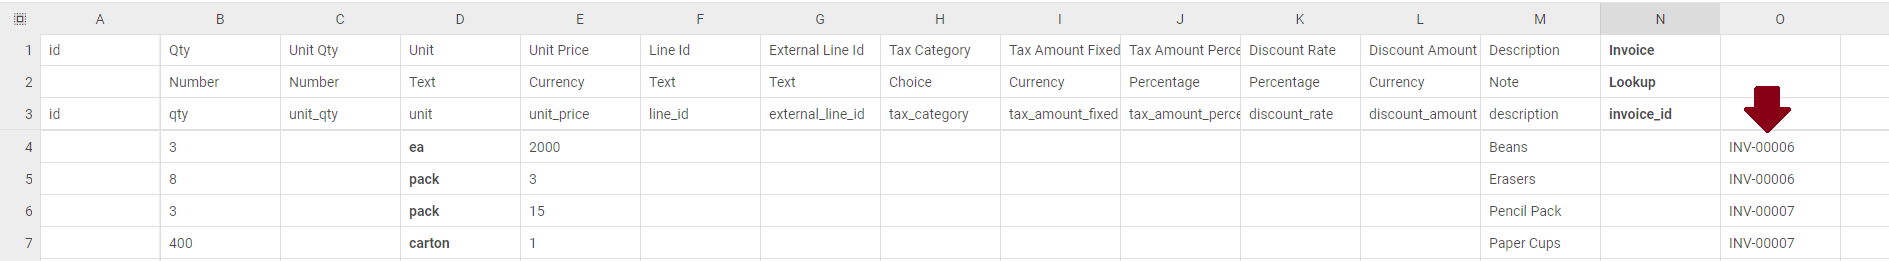 A B C D E F G H I J K L M N O
1 id Qty Unit Qty Unit Unit Price Line Id External Line Id Tax Category Tax Amount Fixed Tax Amount Perce Discount Rate Discount Amount Description Invoice
2 Number Number Text Currency Text Text Choice Currency Percentage Percentage Currency Note Lookup
3 id qty unit_qty unit unit_price line_id external_line_id tax_category tax_amount_fixed tax_amount_perce discount_rate discount_amount description invoice_id
4 3 ea 2000 Beans INV-00006
5 8 pack 3 Erasers INV-00006
6 3 pack 15 Pencil Pack INV-00007
7 400 carton 1 Paper Cups INV-00007